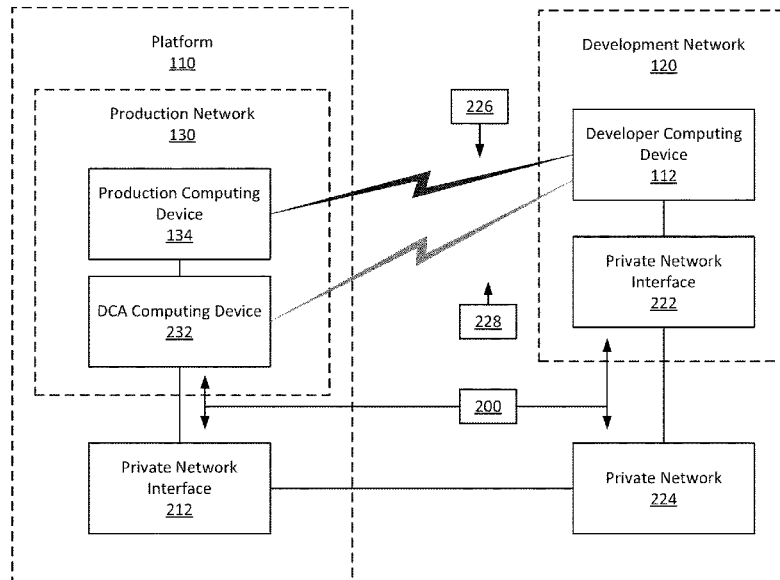 Platform
110
Production Network
130
Production Computing
Device
134
DCA Computing Device
232
Private Network
Interface
212
226
228
200
Development Network
120
Developer Computing
Device
112
Private Network
Interface
222
Private Network
224